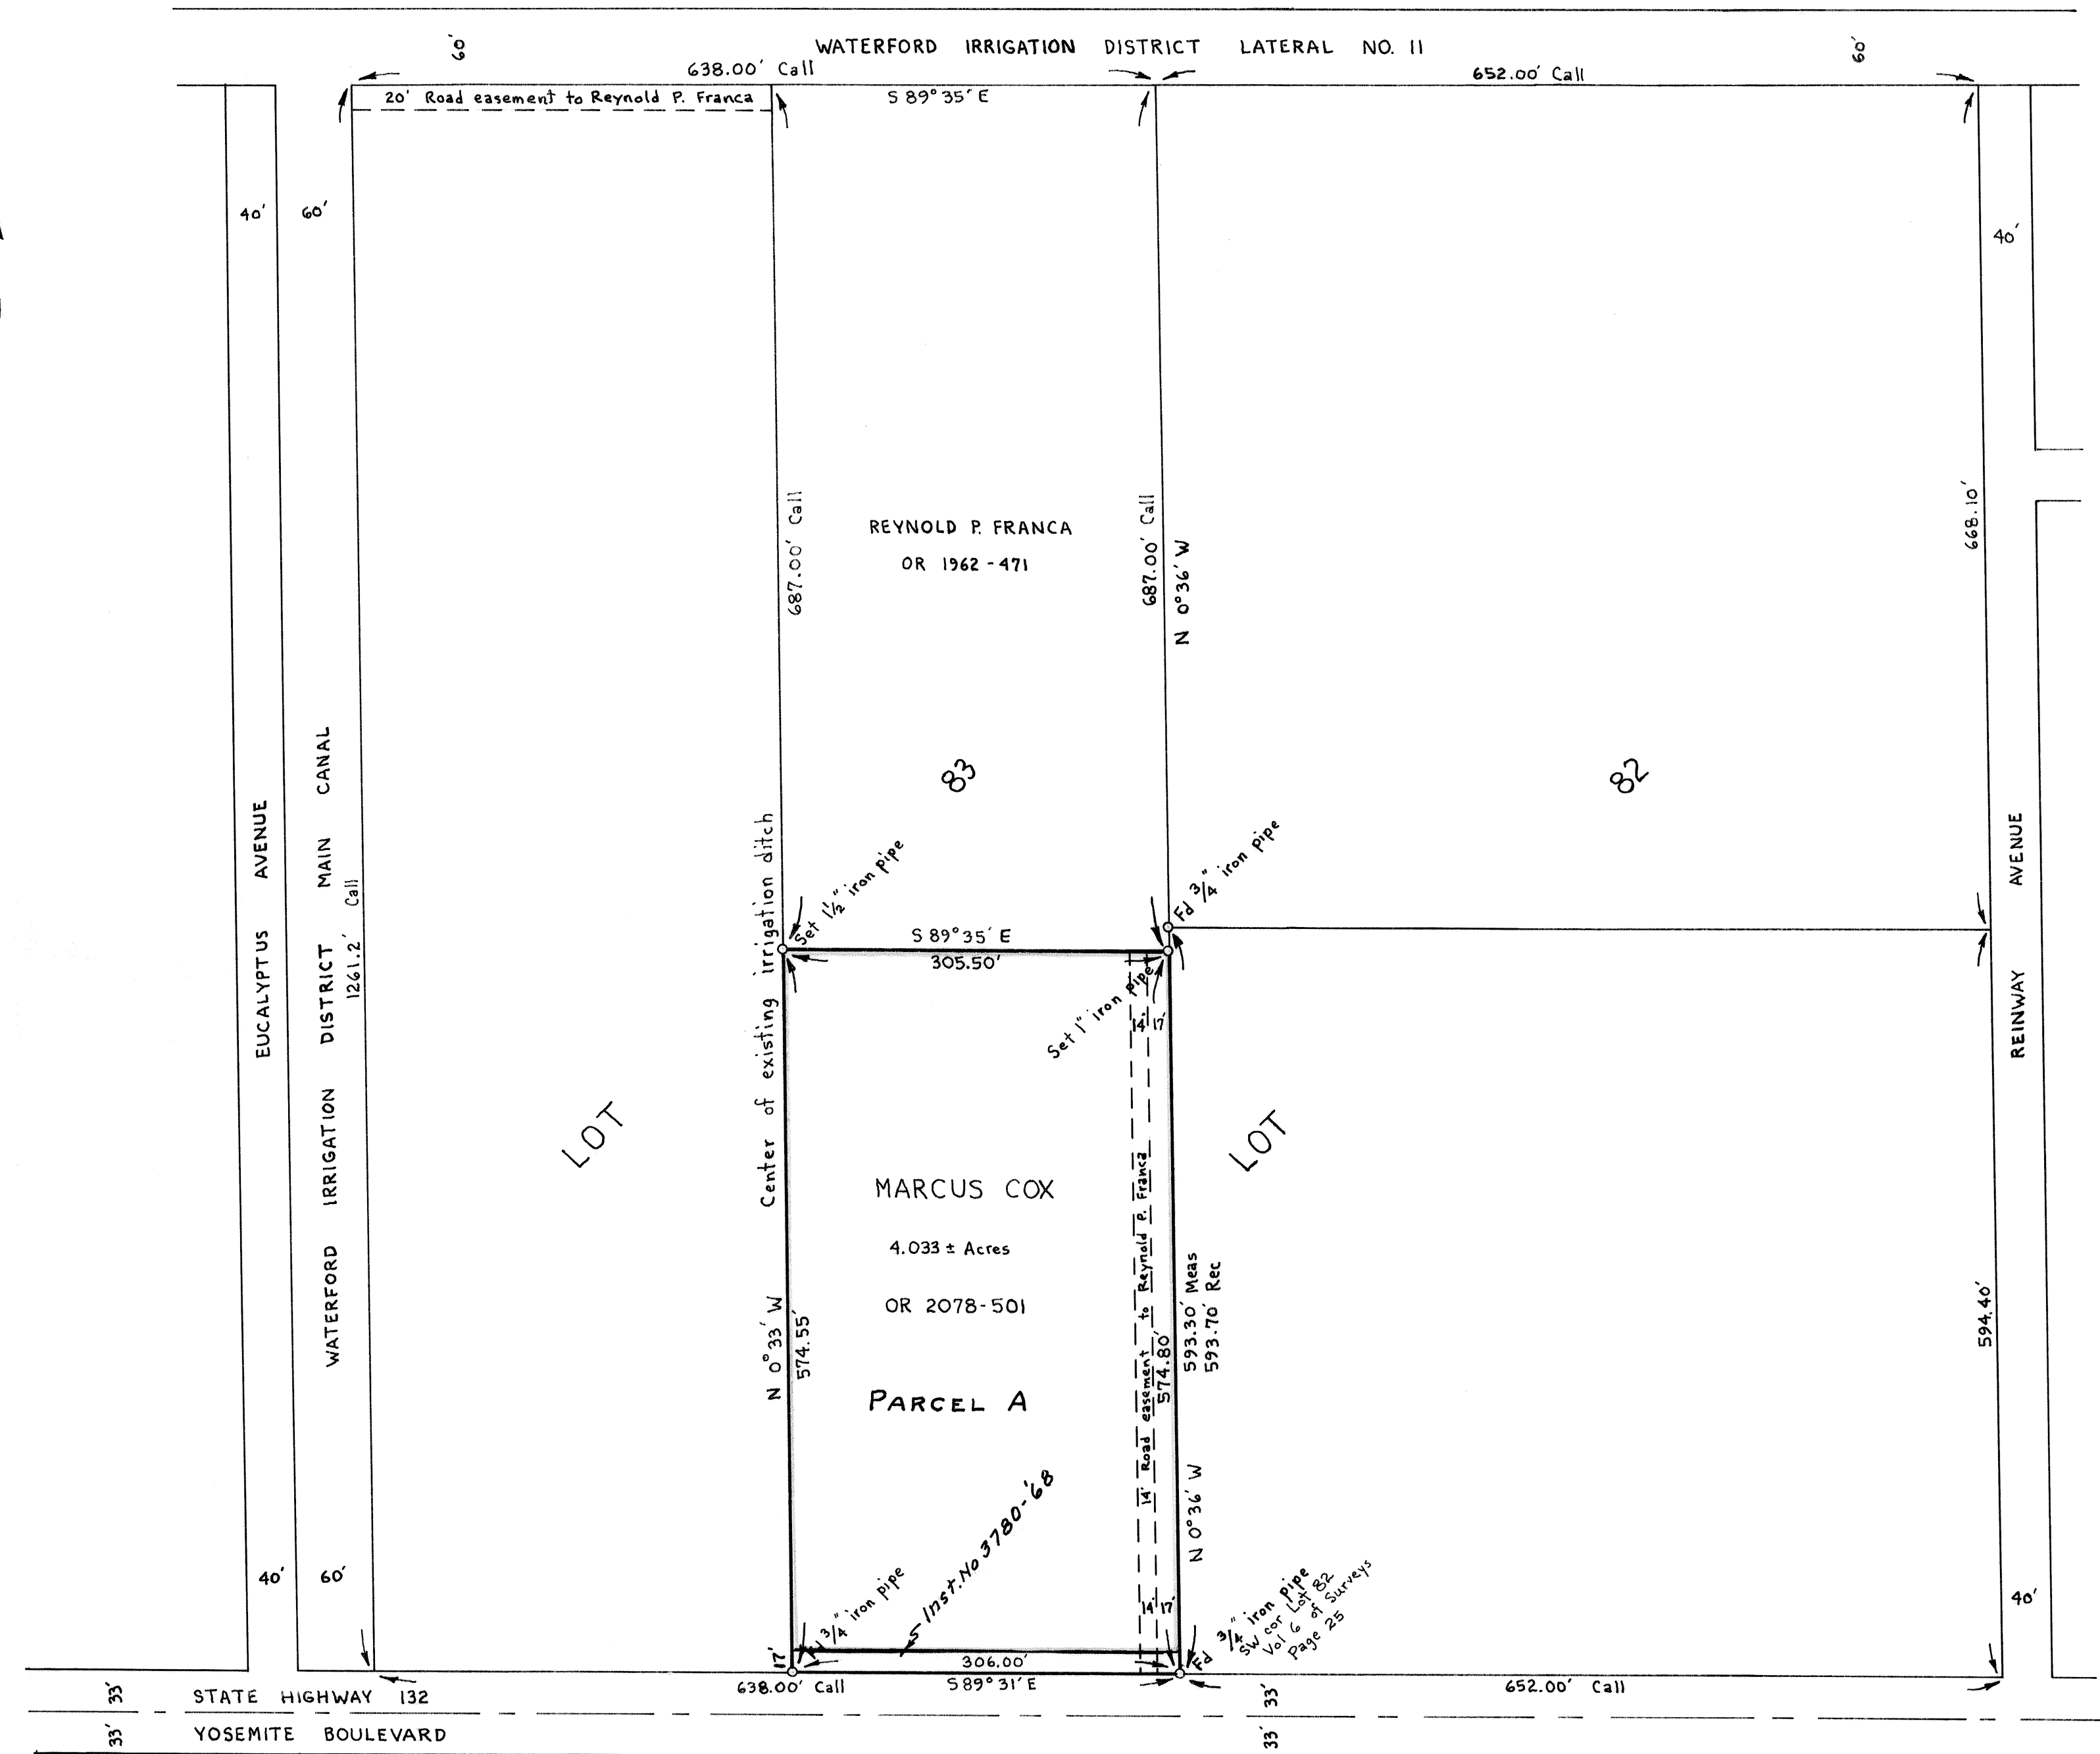 60'
WATERFORD IRRIGATION DISTRICT LATERAL NO. 11
60'
638.00' Call
652.00' Call
20' Road easement to Reynold P. Franca
S 89°35' E
40'
60'
40'
687.00' Call
REYNOLD P. FRANCA
OR 1962-471
687.00' Call
N 0°36' W
668.10'
83
82
EUCALYPTUS AVENUE
WATERFORD IRRIGATION DISTRICT MAIN CANAL
1261.2' Call
Center of existing irrigation ditch
Set 1½" iron pipe
Fd 3/4" iron pipe
REINWAY AVENUE
S 89°35' E
305.50'
Set 1" iron pipe
14' 17'
LOT
LOT
MARCUS COX
4.033 ± Acres
OR 2078-501
N 0°33' W
574.55'
PARCEL A
14' Road easement to Reynold P. Franca
574.80'
593.30' Meas
593.70' Rec
594.40'
N 0°36' W
Inst. No 3780-'68
Fd 3/4" iron pipe
Fd 3/4" iron pipe
SW cor Lot 82
Vol 6 of Surveys
Page 25
40'
60'
14' 17'
40'
17'
306.00'
638.00' Call
S 89°31' E
652.00' Call
33'
STATE HIGHWAY 132
33'
33'
YOSEMITE BOULEVARD
33'